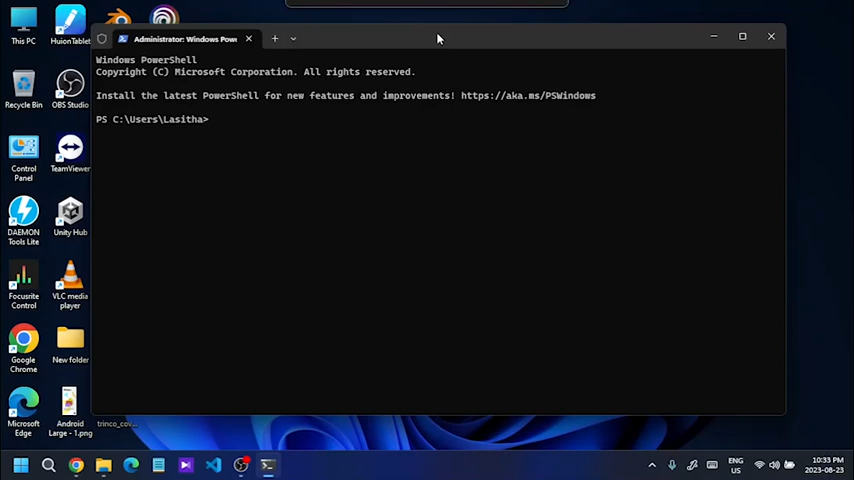 This PC
HuionTablet
Recycle Bin
OBS Studio
Control
Panel
TeamViewer
DAEMON
Tools Lite
Unity Hub
Focusrite
Control
VLC media
player
Google
Chrome
New folder
Microsoft
Edge
Android
Large - 1.png
trinco_cov...
Administrator: Windows Powe
Windows PowerShell
Copyright (C) Microsoft Corporation. All rights reserved.
Install the latest PowerShell for new features and improvements! https://aka.ms/PSWindows
PS C:\Users\Lasitha>
ENG
US
10:33 PM
2023-08-23